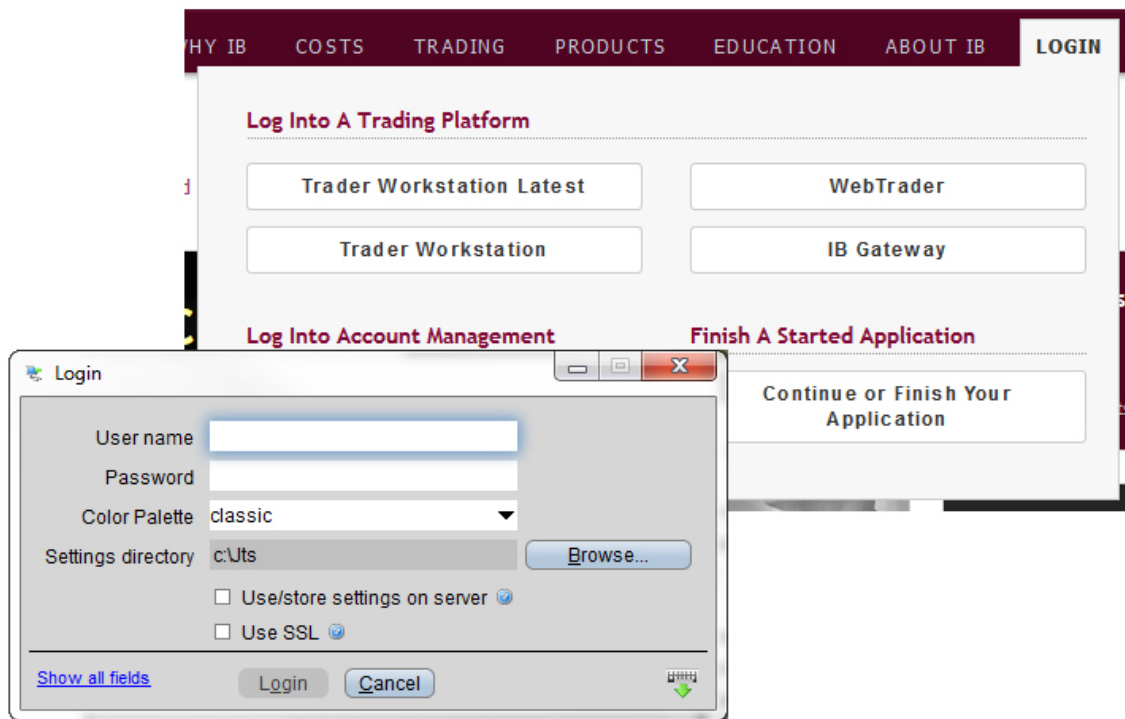 HY IB COSTS TRADING PRODUCTS EDUCATION ABOUT IB LOGIN
Log Into A Trading Platform
Trader Workstation Latest WebTrader
Trader Workstation IB Gateway
Log Into Account Management Finish A Started Application
Continue or Finish Your
Application
Login
User name
Password
Color Palette classic
Settings directory c:\Jts Browse...
Use/store settings on server
Use SSL
Show all fields Login Cancel